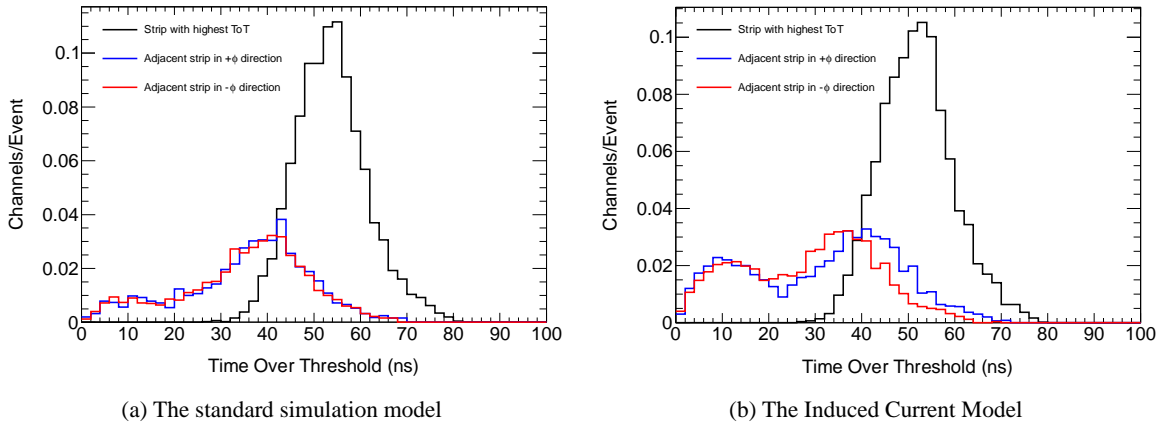 Strip with highest ToT
Adjacent strip in +ϕ direction
Adjacent strip in -ϕ direction
Channels/Event
0.1
0.08
0.06
0.04
0.02
0
0 10 20 30 40 50 60 70 80 90 100
Time Over Threshold (ns)
(a) The standard simulation model
Strip with highest ToT
Adjacent strip in +ϕ direction
Adjacent strip in -ϕ direction
Channels/Event
0.1
0.08
0.06
0.04
0.02
0
0 10 20 30 40 50 60 70 80 90 100
Time Over Threshold (ns)
(b) The Induced Current Model